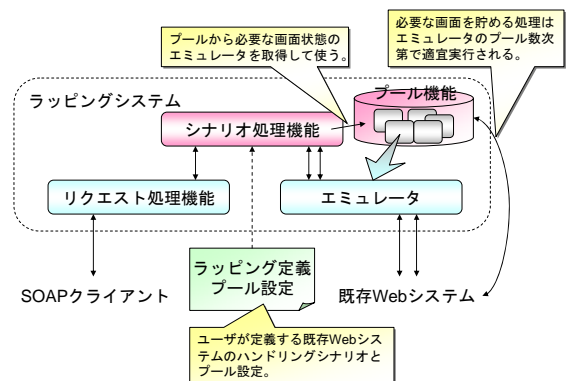 プールから必要な画面状態の
エミュレータを取得して使う。
必要な画面を貯める処理は
エミュレータのプール数次
第で適宜実行される。
ラッピングシステム
プール機能
シナリオ処理機能
リクエスト処理機能
エミュレータ
ラッピング定義
プール設定
SOAPクライアント
既存Webシステム
ユーザが定義する既存Webシス
テムのハンドリングシナリオと
プール設定。